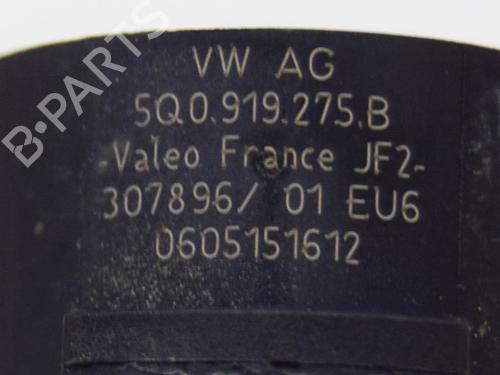 B-PARTS
VW AG
5Q0.919.275.B
-Valeo France JF2-
307896/ 01 EU6
0605151612